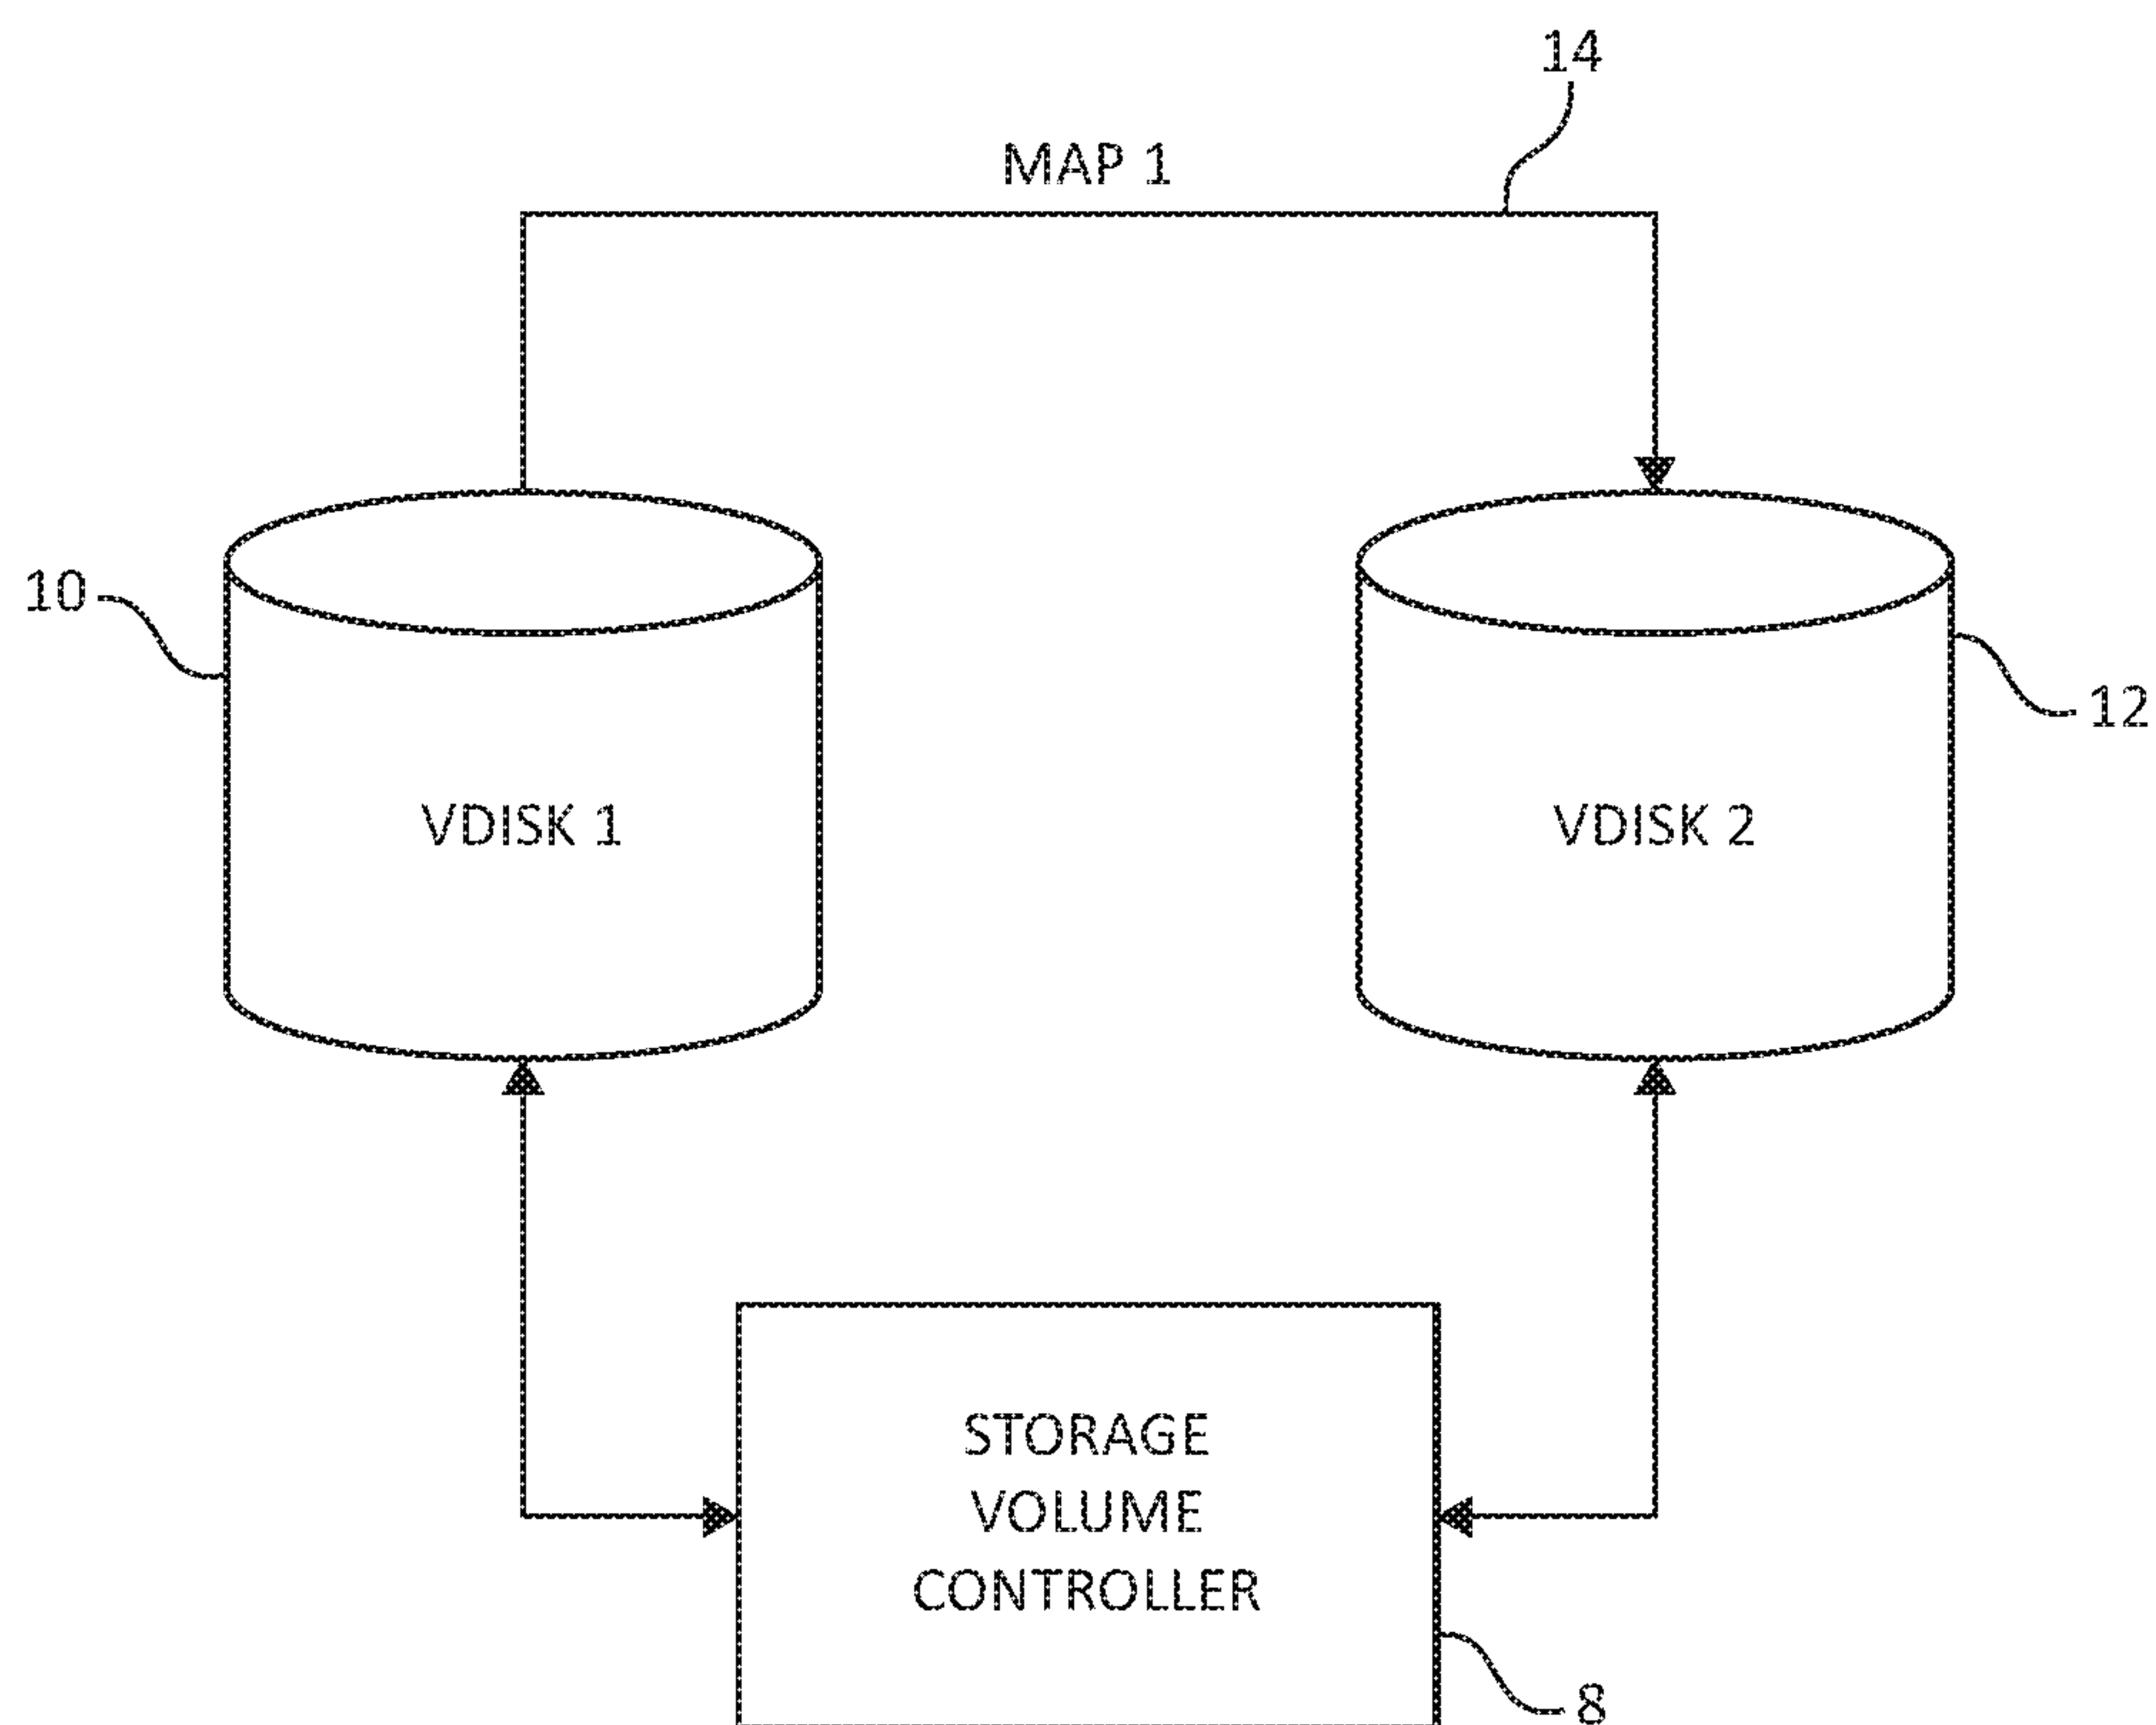 14
MAP 1
10
12
VDISK 1
VDISK 2
STORAGE
VOLUME
CONTROLLER
8